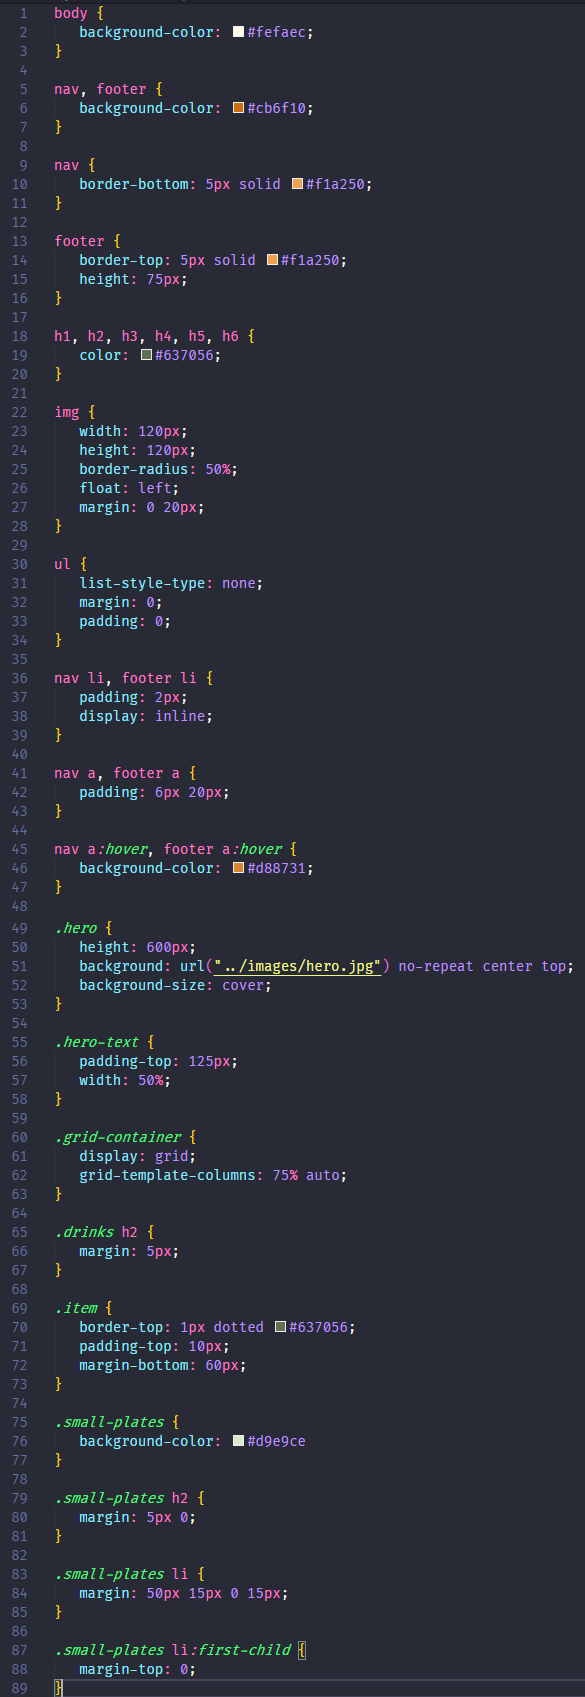 1 body {
2 background-color: #fefaec;
3 }
4
5 nav, footer {
6 background-color: #cb6f10;
7 }
8
9 nav {
10 border-bottom: 5px solid #f1a250;
11 }
12
13 footer {
14 border-top: 5px solid #f1a250;
15 height: 75px;
16 }
17
18 h1, h2, h3, h4, h5, h6 {
19 color: #637056;
20 }
21
22 img {
23 width: 120px;
24 height: 120px;
25 border-radius: 50%;
26 float: left;
27 margin: 0 20px;
28 }
29
30 ul {
31 list-style-type: none;
32 margin: 0;
33 padding: 0;
34 }
35
36 nav li, footer li {
37 padding: 2px;
38 display: inline;
39 }
40
41 nav a, footer a {
42 padding: 6px 20px;
43 }
44
45 nav a:hover, footer a:hover {
46 background-color: #d88731;
47 }
48
49 .hero {
50 height: 600px;
51 background: url("../images/hero.jpg") no-repeat center top;
52 background-size: cover;
53 }
54
55 .hero-text {
56 padding-top: 125px;
57 width: 50%;
58 }
59
60 .grid-container {
61 display: grid;
62 grid-template-columns: 75% auto;
63 }
64
65 .drinks h2 {
66 margin: 5px;
67 }
68
69 .item {
70 border-top: 1px dotted #637056;
71 padding-top: 10px;
72 margin-bottom: 60px;
73 }
74
75 .small-plates {
76 background-color: #d9e9ce
77 }
78
79 .small-plates h2 {
80 margin: 5px 0;
81 }
82
83 .small-plates li {
84 margin: 50px 15px 0 15px;
85 }
86
87 .small-plates li:first-child {
88 margin-top: 0;
89 }